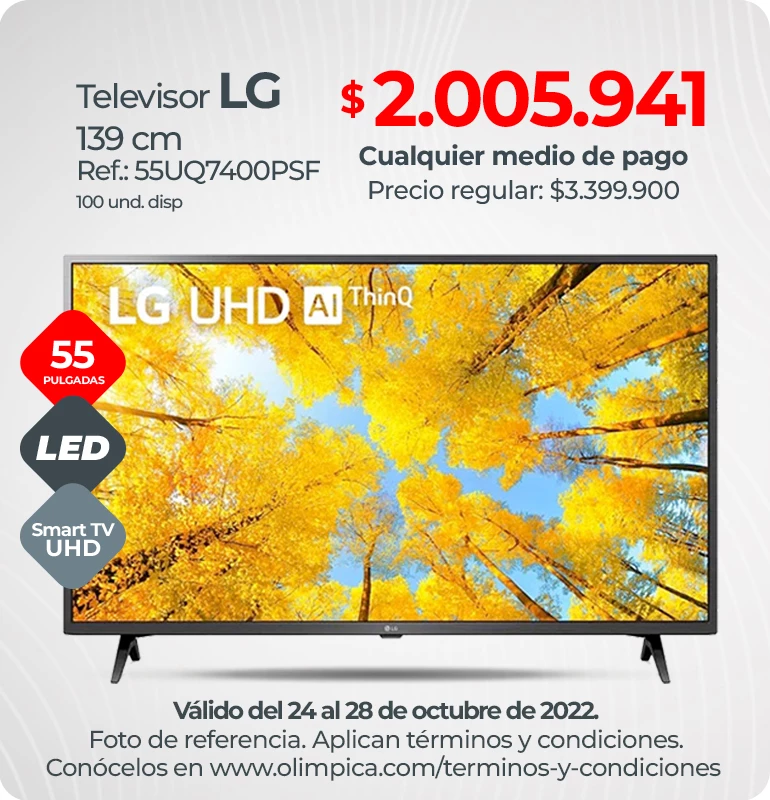 Televisor LG
139 cm
Ref.: 55UQ7400PSF
100 und. disp
$ 2.005.941
Cualquier medio de pago
Precio regular: $3.399.900
LG UHD AI ThinQ
55
PULGADAS
LED
Smart TV
UHD
LG
Válido del 24 al 28 de octubre de 2022.
Foto de referencia. Aplican términos y condiciones.
Conócelos en www.olimpica.com/terminos-y-condiciones